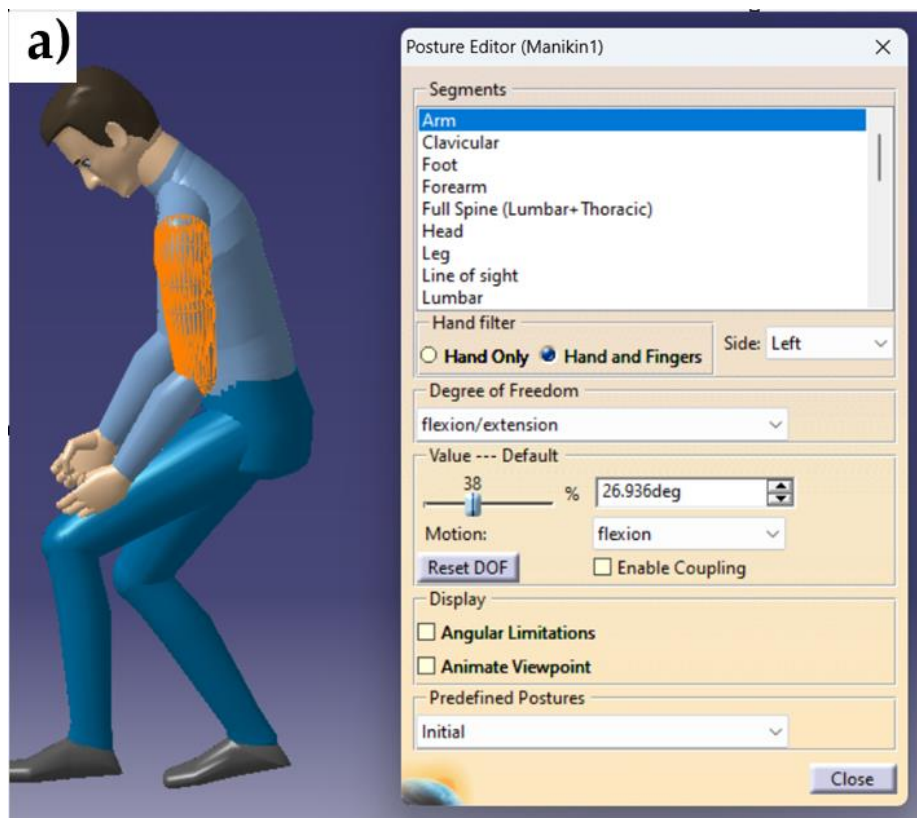 a)
Posture Editor (Manikin1)
Segments
Arm
Clavicular
Foot
Forearm
Full Spine (Lumbar+Thoracic)
Head
Leg
Line of sight
Lumbar
Hand filter
Hand Only Hand and Fingers Side: Left
Degree of Freedom
flexion/extension
Value --- Default
38 % 26.936deg
Motion: flexion
Reset DOF Enable Coupling
Display
Angular Limitations
Animate Viewpoint
Predefined Postures
Initial
Close